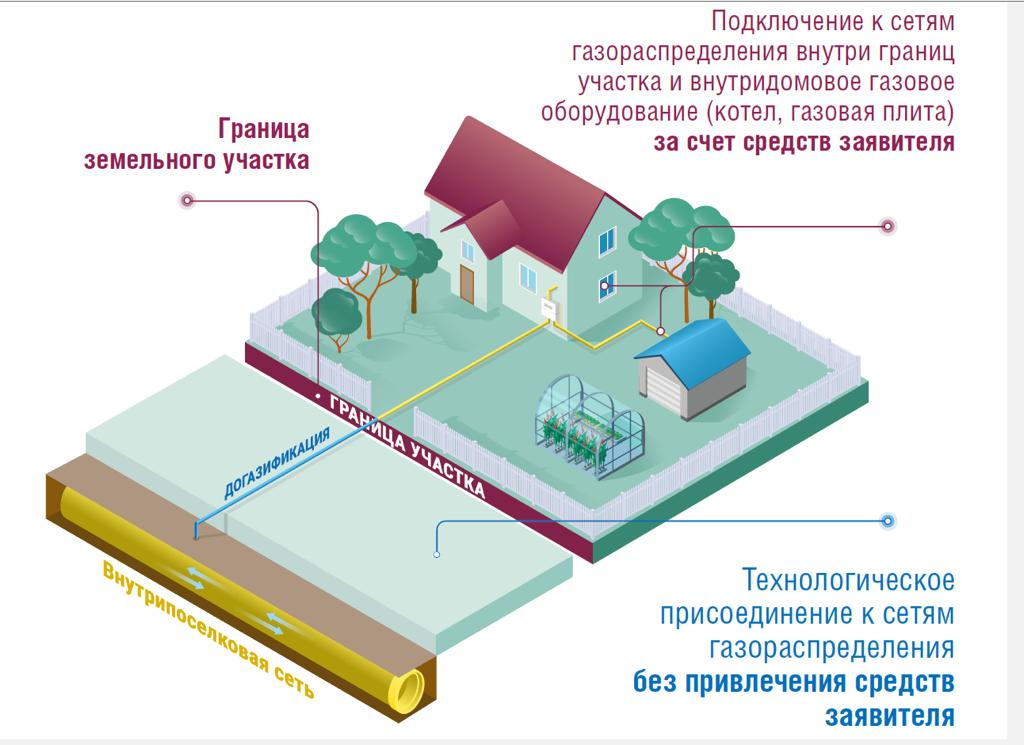 Подключение к сетям
газораспределения внутри границ
участка и внутридомовое газовое
оборудование (котел, газовая плита)
за счет средств заявителя
Граница
земельного участка
ГРАНИЦА УЧАСТКА
ДОГАЗИФИКАЦИЯ
Внутрипоселковая сеть
Технологическое
присоединение к сетям
газораспределения
без привлечения средств
заявителя